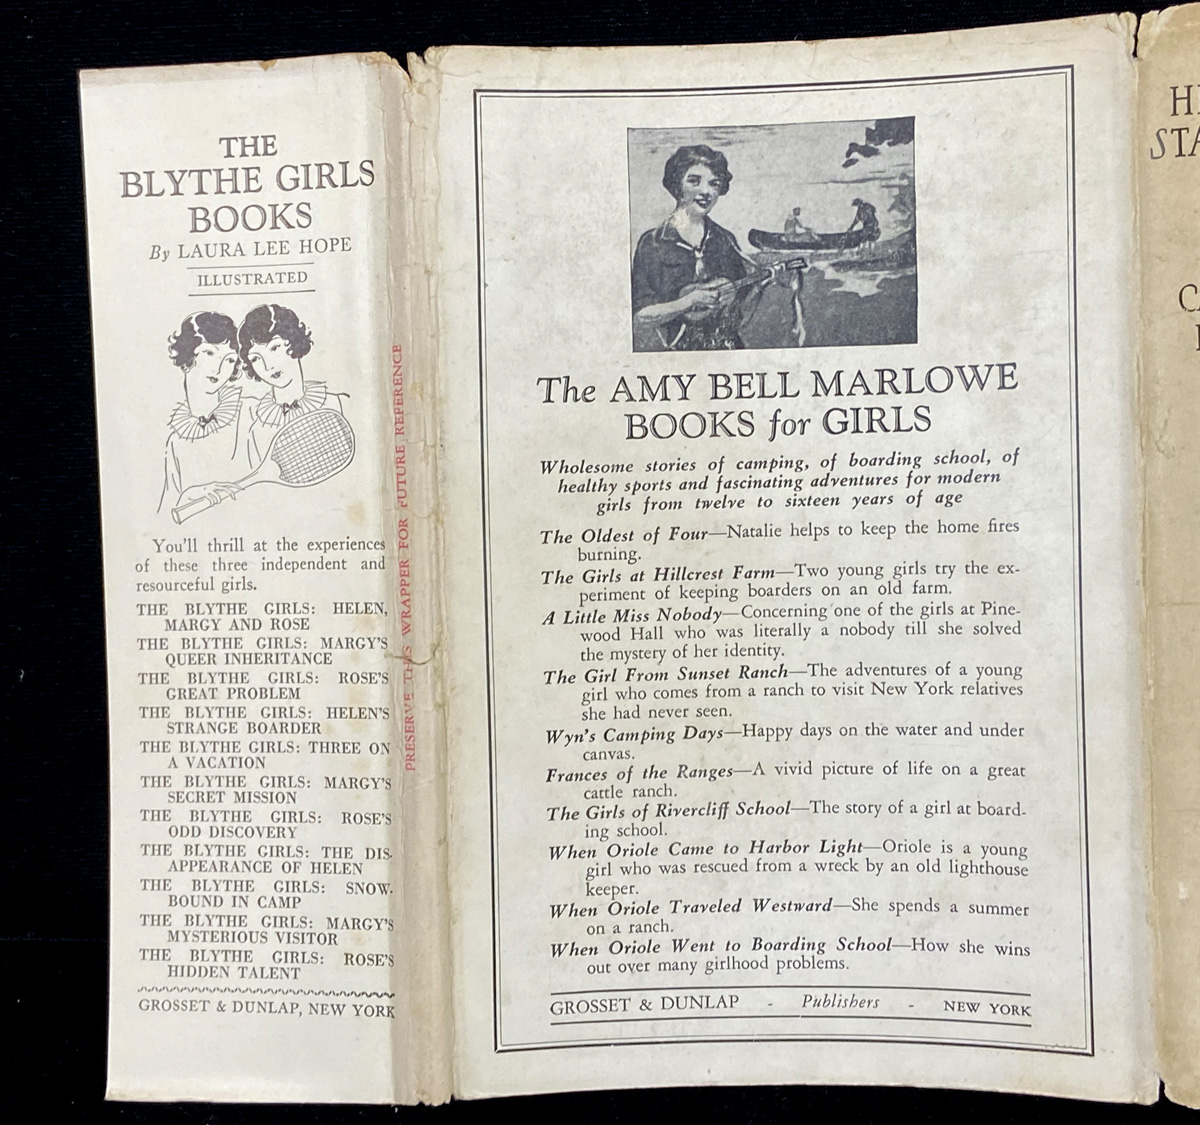 THE
BLYTHE GIRLS
BOOKS
By LAURA LEE HOPE
ILLUSTRATED
You'll thrill at the experiences
of these three independent and
resourceful girls.
THE BLYTHE GIRLS: HELEN,
MARGY AND ROSE
THE BLYTHE GIRLS: MARGY'S
QUEER INHERITANCE
THE BLYTHE GIRLS: ROSE'S
GREAT PROBLEM
THE BLYTHE GIRLS: HELEN'S
STRANGE BOARDER
THE BLYTHE GIRLS: THREE ON
A VACATION
THE BLYTHE GIRLS: MARGY'S
SECRET MISSION
THE BLYTHE GIRLS: ROSE'S
ODD DISCOVERY
THE BLYTHE GIRLS: THE DIS-
APPEARANCE OF HELEN
THE BLYTHE GIRLS: SNOW-
BOUND IN CAMP
THE BLYTHE GIRLS: MARGY'S
MYSTERIOUS VISITOR
THE BLYTHE GIRLS: ROSE'S
HIDDEN TALENT
GROSSET & DUNLAP, NEW YORK
PRESERVE THIS WRAPPER FOR FUTURE REFERENCE
The AMY BELL MARLOWE
BOOKS for GIRLS
Wholesome stories of camping, of boarding school, of
healthy sports and fascinating adventures for modern
girls from twelve to sixteen years of age
The Oldest of Four—Natalie helps to keep the home fires
burning.
The Girls at Hillcrest Farm—Two young girls try the ex-
periment of keeping boarders on an old farm.
A Little Miss Nobody—Concerning one of the girls at Pine-
wood Hall who was literally a nobody till she solved
the mystery of her identity.
The Girl From Sunset Ranch—The adventures of a young
girl who comes from a ranch to visit New York relatives
she had never seen.
Wyn's Camping Days—Happy days on the water and under
canvas.
Frances of the Ranges—A vivid picture of life on a great
cattle ranch.
The Girls of Rivercliff School—The story of a girl at board-
ing school.
When Oriole Came to Harbor Light—Oriole is a young
girl who was rescued from a wreck by an old lighthouse
keeper.
When Oriole Traveled Westward—She spends a summer
on a ranch.
When Oriole Went to Boarding School—How she wins
out over many girlhood problems.
GROSSET & DUNLAP - Publishers - NEW YORK
STA